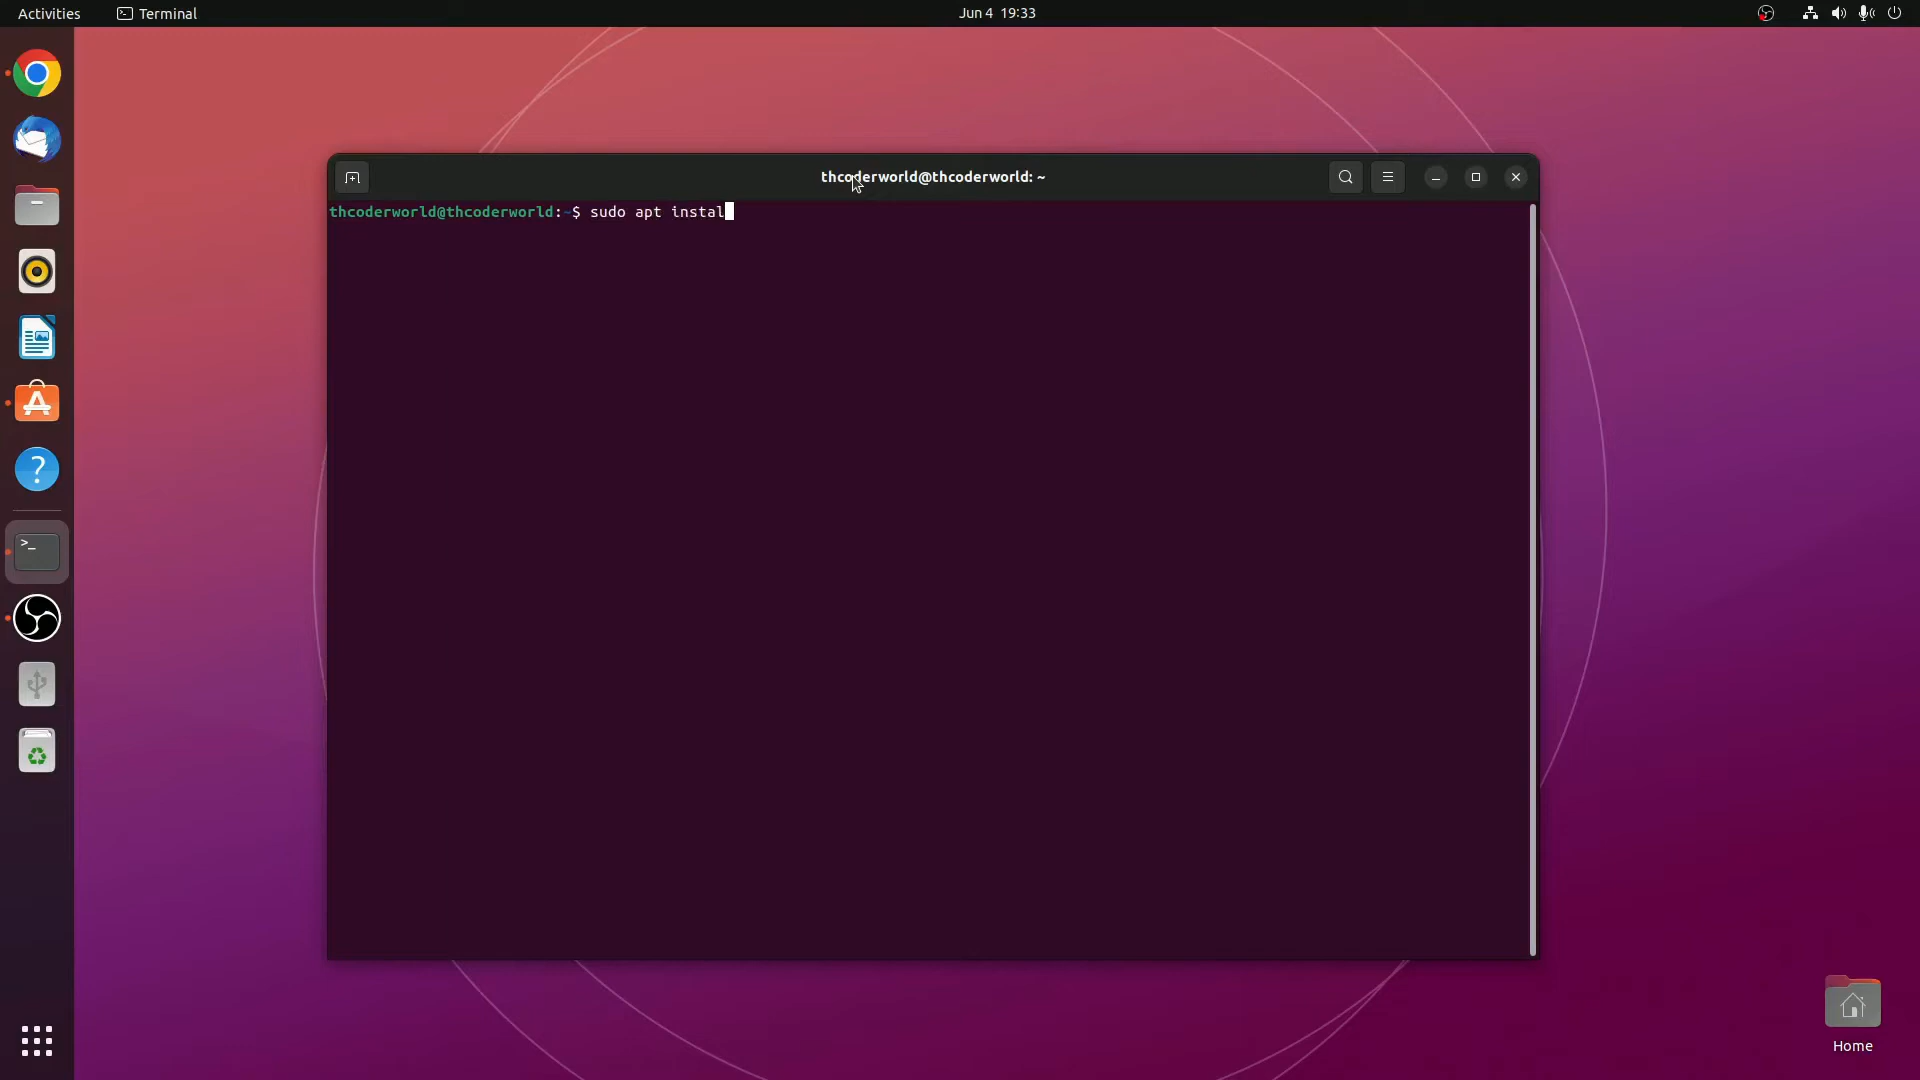 Activities
Terminal
Jun 4 19:33
thcoderworld@thcoderworld: ~
thcoderworld@thcoderworld:~$ sudo apt instal
Home